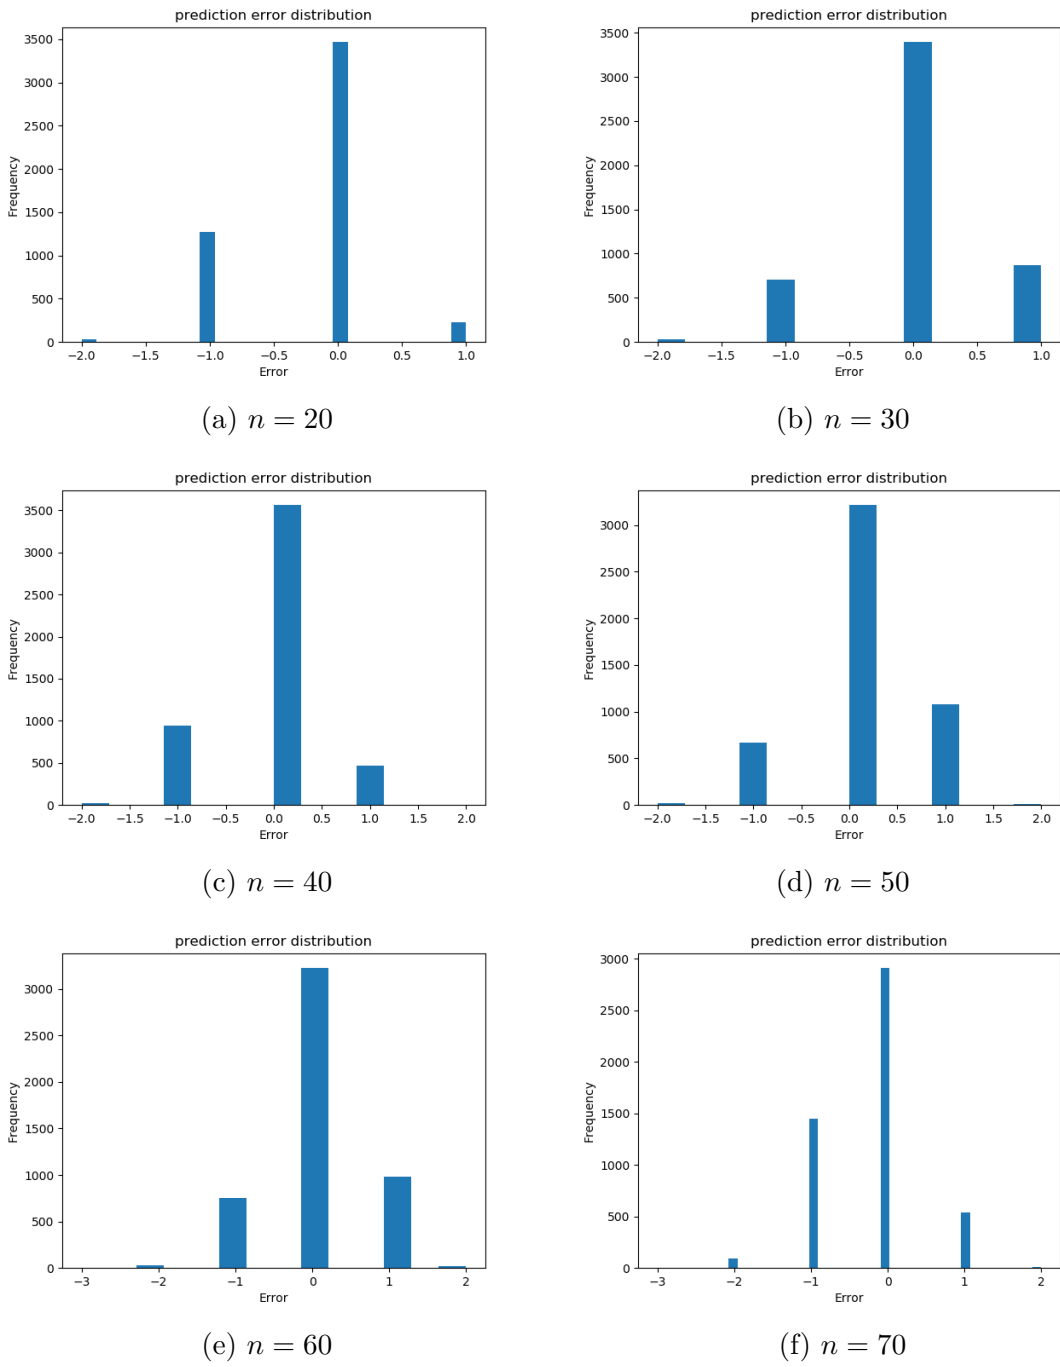 prediction error distribution
3500
3000
2500
2000
1500
1000
500
0
Frequency
−2.0 −1.5 −1.0 −0.5 0.0 0.5 1.0
Error
(a) n = 20
prediction error distribution
3500
3000
2500
2000
1500
1000
500
0
Frequency
−2.0 −1.5 −1.0 −0.5 0.0 0.5 1.0
Error
(b) n = 30
prediction error distribution
3500
3000
2500
2000
1500
1000
500
0
Frequency
−2.0 −1.5 −1.0 −0.5 0.0 0.5 1.0 1.5 2.0
Error
(c) n = 40
prediction error distribution
3000
2500
2000
1500
1000
500
0
Frequency
−2.0 −1.5 −1.0 −0.5 0.0 0.5 1.0 1.5 2.0
Error
(d) n = 50
prediction error distribution
3000
2500
2000
1500
1000
500
0
Frequency
−3 −2 −1 0 1 2
Error
(e) n = 60
prediction error distribution
3000
2500
2000
1500
1000
500
0
Frequency
−3 −2 −1 0 1 2
Error
(f) n = 70